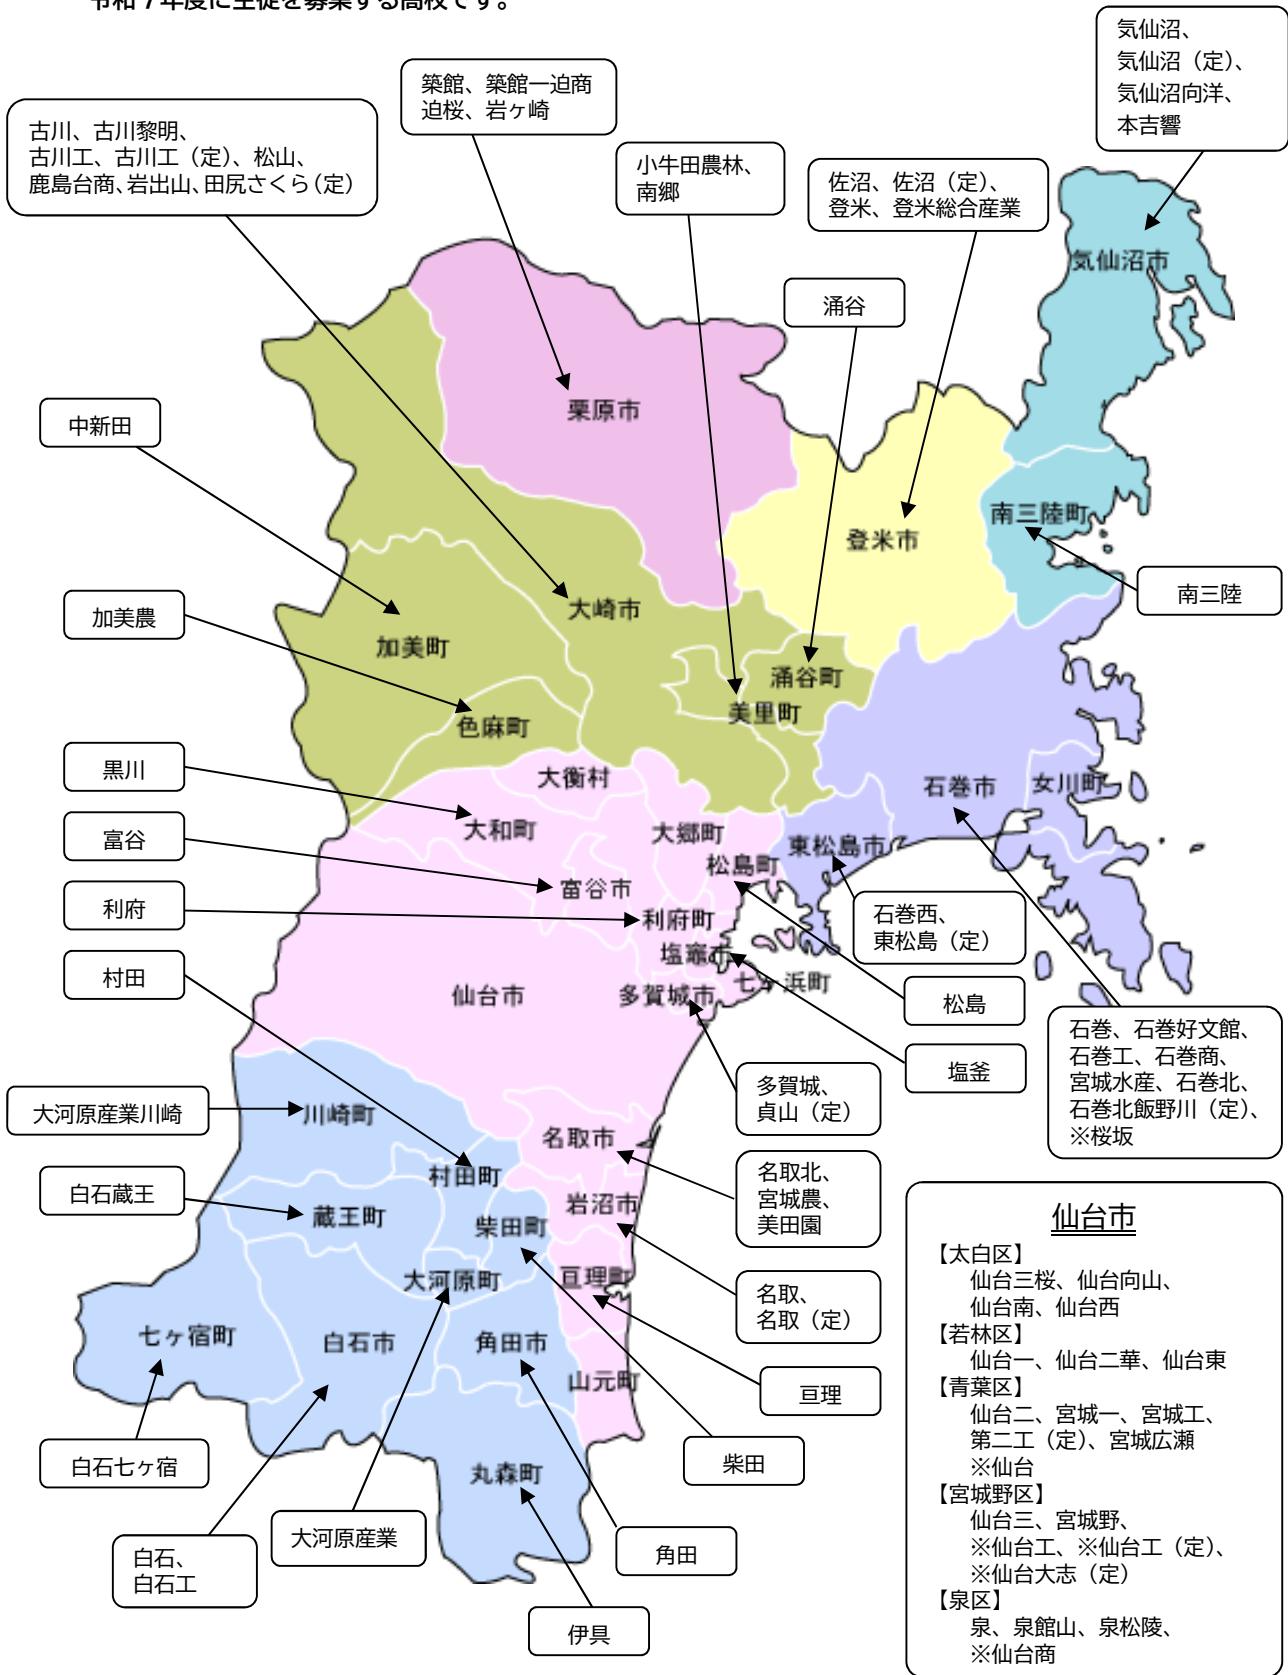 令和7年度に生徒を募集する高校です。
気仙沼、
気仙沼（定）、
気仙沼向洋、
本吉響
築館、築館一迫商
迫桜、岩ヶ崎
古川、古川黎明、
古川工、古川工（定）、松山、
鹿島台商、岩出山、田尻さくら（定）
小牛田農林、
南郷
佐沼、佐沼（定）、
登米、登米総合産業
気仙沼市
涌谷
栗原市
中新田
南三陸町
登米市
南三陸
大崎市
加美農
加美町
涌谷町
美里町
色麻町
黒川
大衡村
石巻市
女川町
大和町
大郷町
富谷
東松島市
松島町
富谷市
利府
利府町
石巻西、
東松島（定）
塩竈市
村田
七ヶ浜町
仙台市
多賀城市
松島
石巻、石巻好文館、
石巻工、石巻商、
宮城水産、石巻北、
石巻北飯野川（定）、
※桜坂
塩釜
多賀城、
貞山（定）
大河原産業川崎
川崎町
名取市
名取北、
宮城農、
美田園
村田町
白石蔵王
岩沼市
蔵王町
柴田町
大河原町
亘理町
名取、
名取（定）
七ヶ宿町
白石市
角田市
山元町
亘理
白石七ヶ宿
柴田
丸森町
大河原産業
角田
白石、
白石工
伊具
仙台市
【太白区】
仙台三桜、仙台向山、
仙台南、仙台西
【若林区】
仙台一、仙台二華、仙台東
【青葉区】
仙台二、宮城一、宮城工、
第二工（定）、宮城広瀬
※仙台
【宮城野区】
仙台三、宮城野、
※仙台工、※仙台工（定）、
※仙台大志（定）
【泉区】
泉、泉館山、泉松陵、
※仙台商